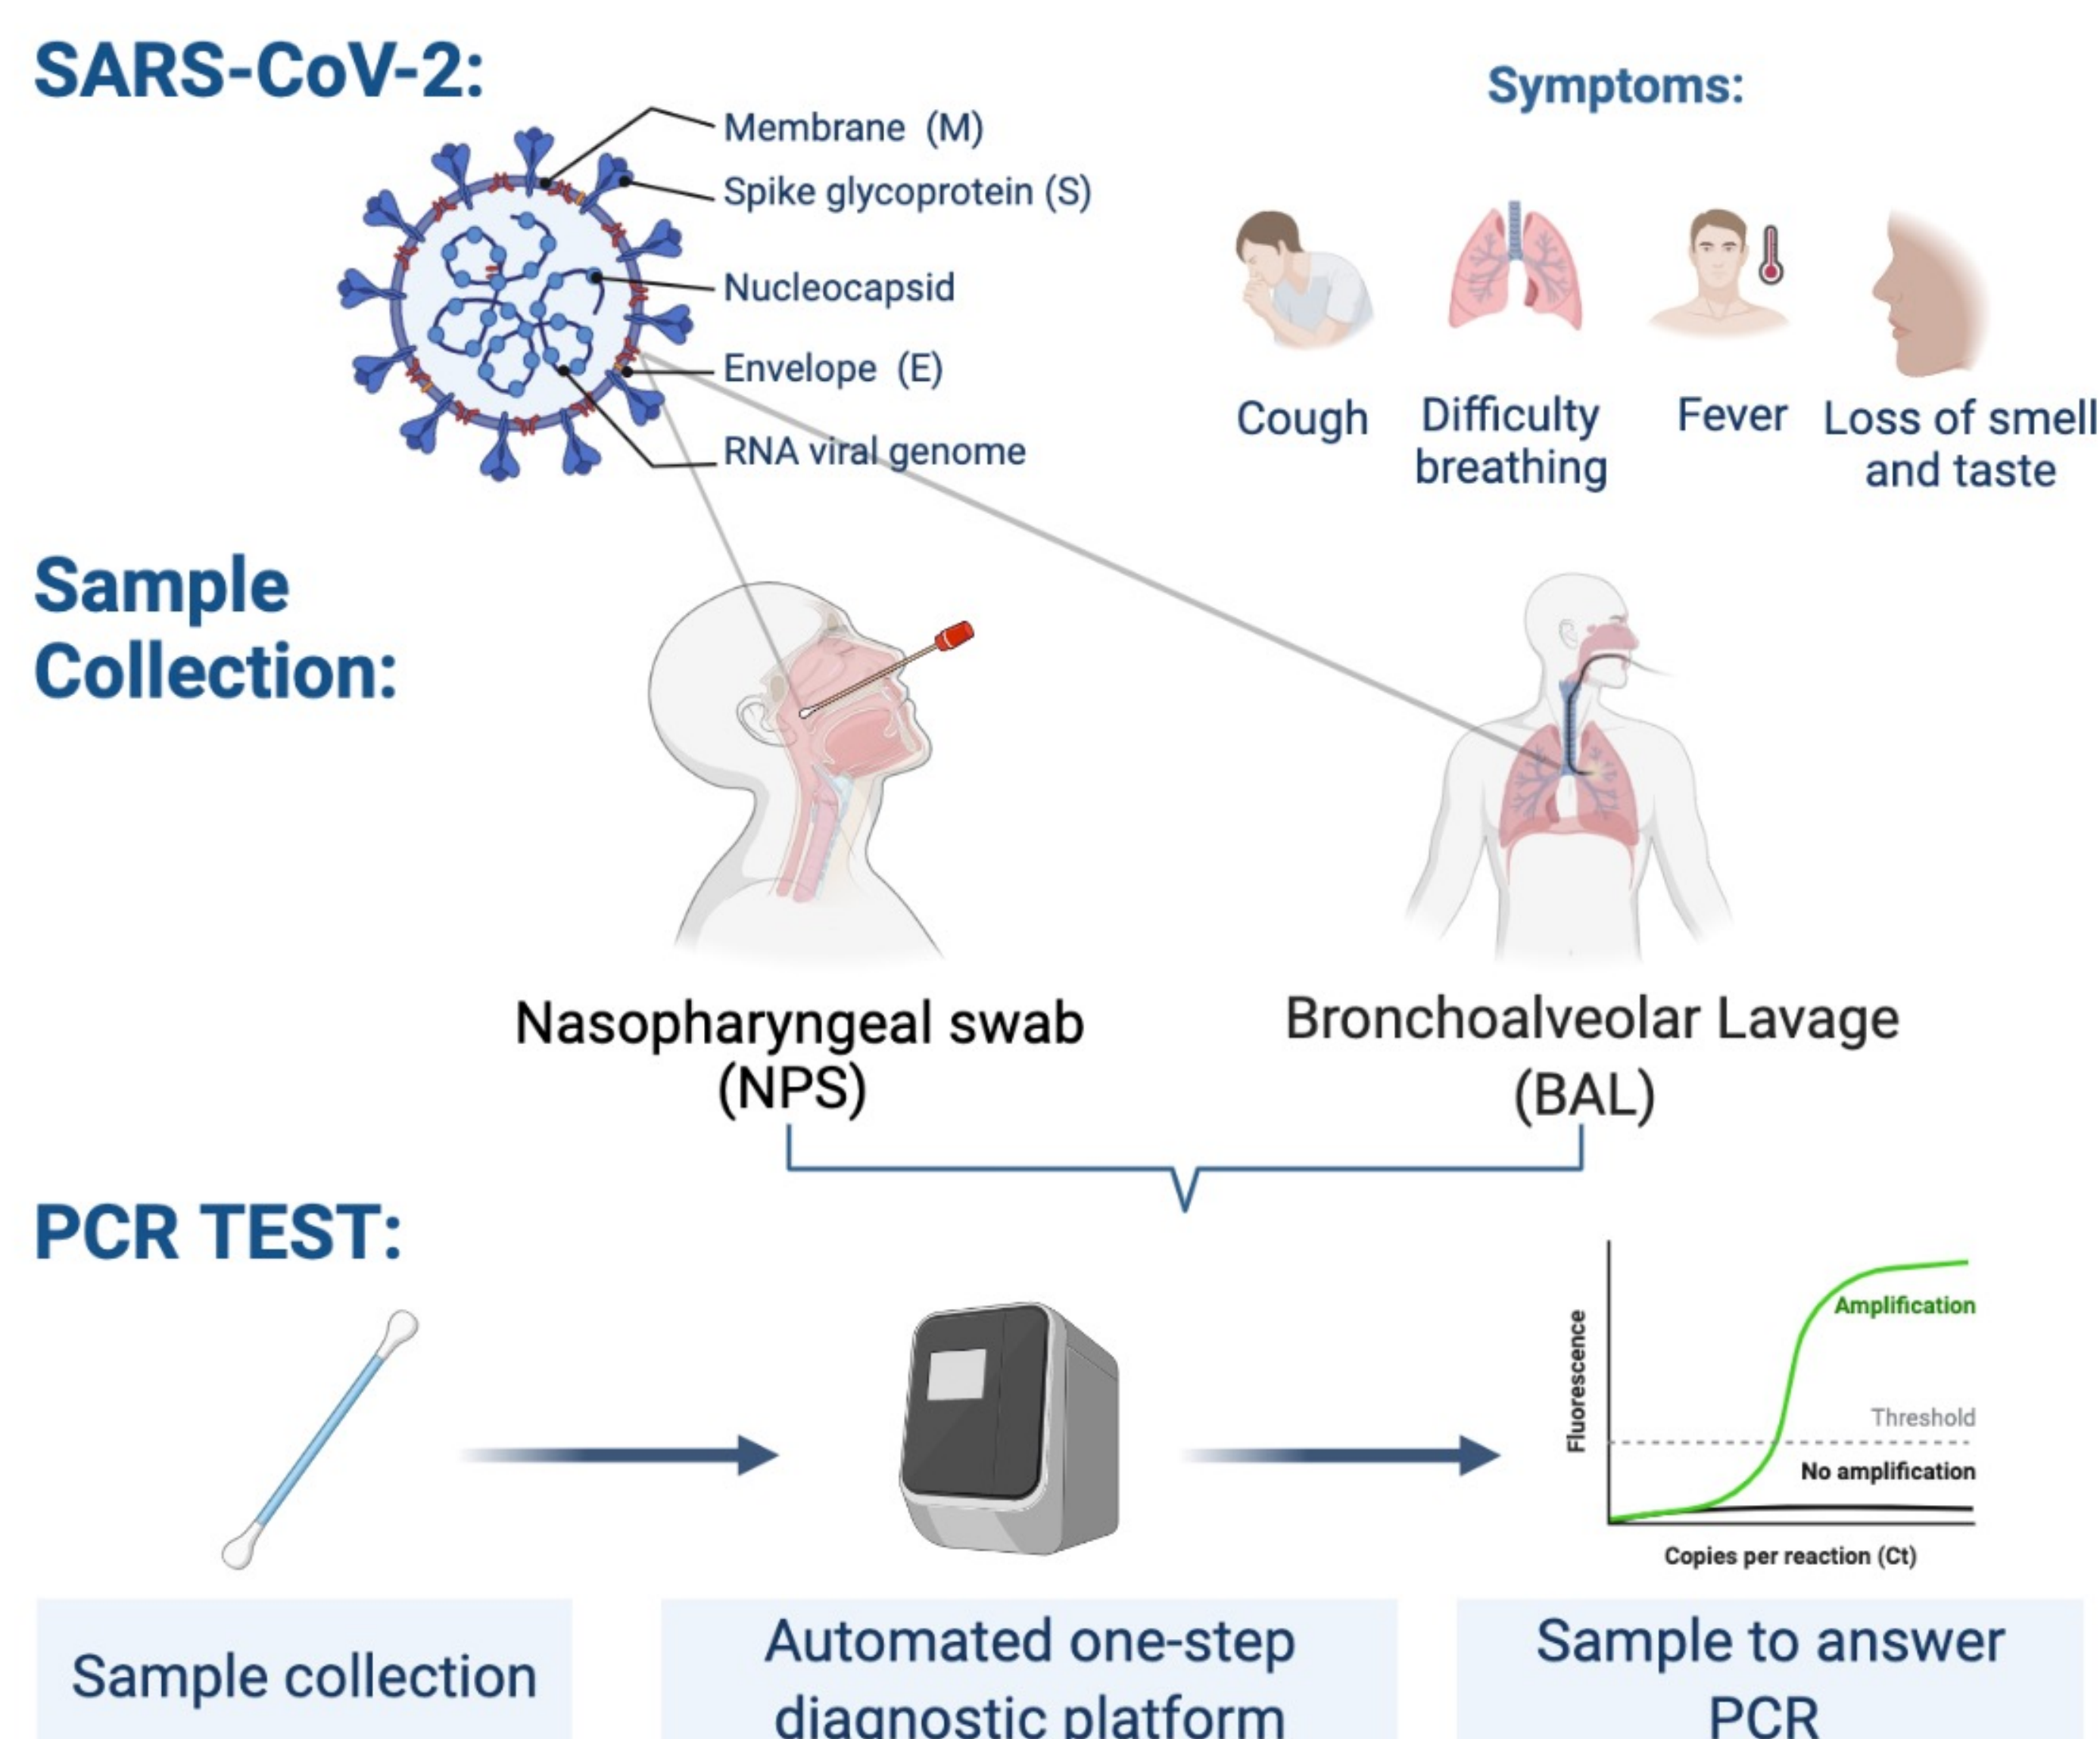 SARS-CoV-2:
Membrane (M)
Spike glycoprotein (S)
Nucleocapsid
Envelope (E)
RNA viral genome
Symptoms:
Cough
Difficulty
breathing
Fever
Loss of smell
and taste
Sample
Collection:
Nasopharyngeal swab
(NPS)
Bronchoalveolar Lavage
(BAL)
PCR TEST:
Fluorescence
Amplification
Threshold
No amplification
Copies per reaction (Ct)
Sample collection
Automated one-step
diagnostic platform
Sample to answer
PCR